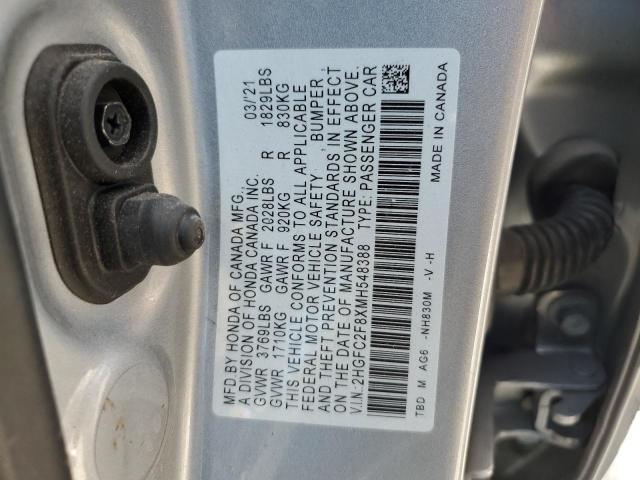 MFD.BY HONDA OF CANADA MFG. 03/'21
A DIVISION OF HONDA CANADA INC.
GVWR 3769LBS GAWR F 2028LBS R 1829LBS
GVWR 1710KG GAWR F 920KG R 830KG
THIS VEHICLE CONFORMS TO ALL APPLICABLE
FEDERAL MOTOR VEHICLE SAFETY, BUMPER,
AND THEFT PREVENTION STANDARDS IN EFFECT
ON THE DATE OF MANUFACTURE SHOWN ABOVE.
V.I.N.:2HGFC2F8XMH548388 TYPE:PASSENGER CAR
TBD M AG6 -NH830M -V -H MADE IN CANADA